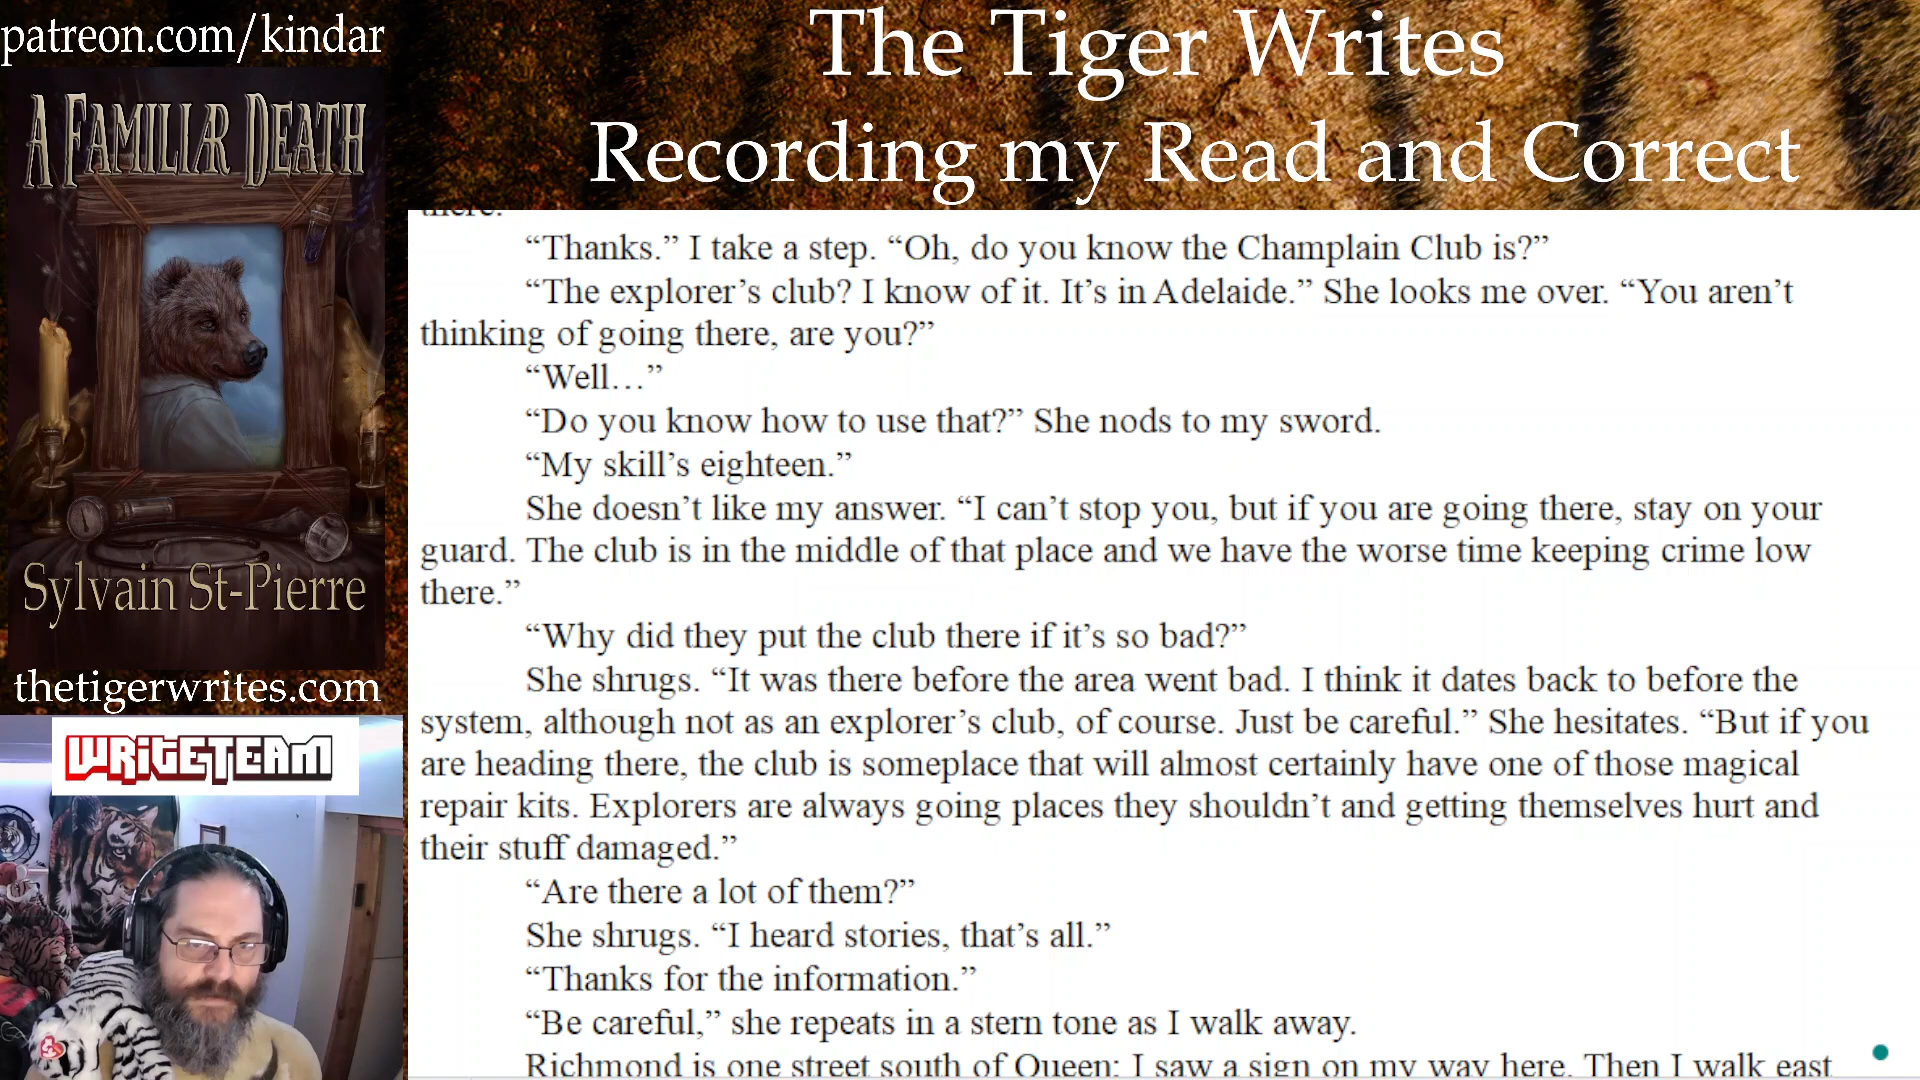 patreon.com/kindar
A FAMILIAR DEATH
Sylvain St-Pierre
thetigerwrites.com
WRITETEAM
The Tiger Writes
Recording my Read and Correct
there.
“Thanks.” I take a step. “Oh, do you know the Champlain Club is?”
“The explorer’s club? I know of it. It’s in Adelaide.” She looks me over. “You aren’t
thinking of going there, are you?”
“Well…”
“Do you know how to use that?” She nods to my sword.
“My skill’s eighteen.”
She doesn’t like my answer. “I can’t stop you, but if you are going there, stay on your
guard. The club is in the middle of that place and we have the worse time keeping crime low
there.”
“Why did they put the club there if it’s so bad?”
She shrugs. “It was there before the area went bad. I think it dates back to before the
system, although not as an explorer’s club, of course. Just be careful.” She hesitates. “But if you
are heading there, the club is someplace that will almost certainly have one of those magical
repair kits. Explorers are always going places they shouldn’t and getting themselves hurt and
their stuff damaged.”
“Are there a lot of them?”
She shrugs. “I heard stories, that’s all.”
“Thanks for the information.”
“Be careful,” she repeats in a stern tone as I walk away.
Richmond is one street south of Queen; I saw a sign on my way here. Then I walk east